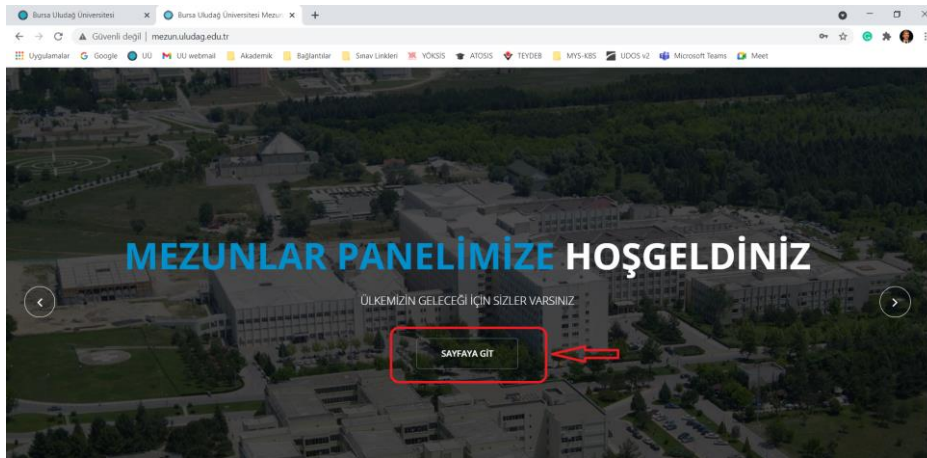 Bursa Uludağ Üniversitesi
Bursa Uludağ Üniversitesi Mezun
Güvenli değil | mezun.uludag.edu.tr
Uygulamalar Google UÜ UU webmail Akademik Bağlantılar Sınav Linkleri YÖKSİS ATOSIS TEYDEB MYS-KBS UDOS v2 Microsoft Teams Meet
MEZUNLAR PANELİMİZE HOŞGELDİNİZ
ÜLKEMİZİN GELECEĞİ İÇİN SİZLER VARSINIZ
SAYFAYA GİT